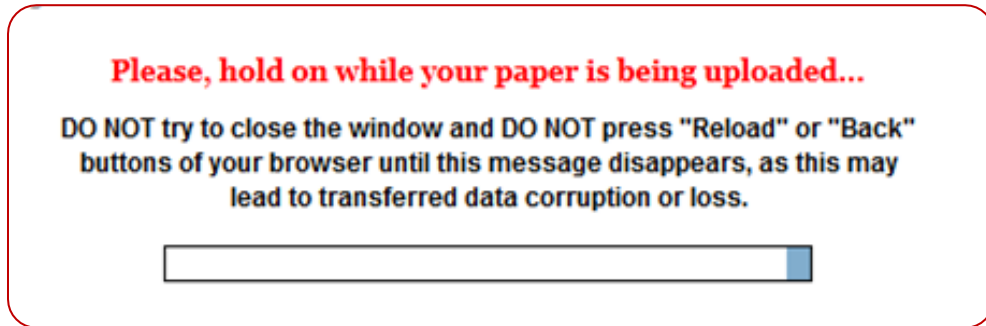 Please, hold on while your paper is being uploaded...
DO NOT try to close the window and DO NOT press "Reload" or "Back"
buttons of your browser until this message disappears, as this may
lead to transferred data corruption or loss.